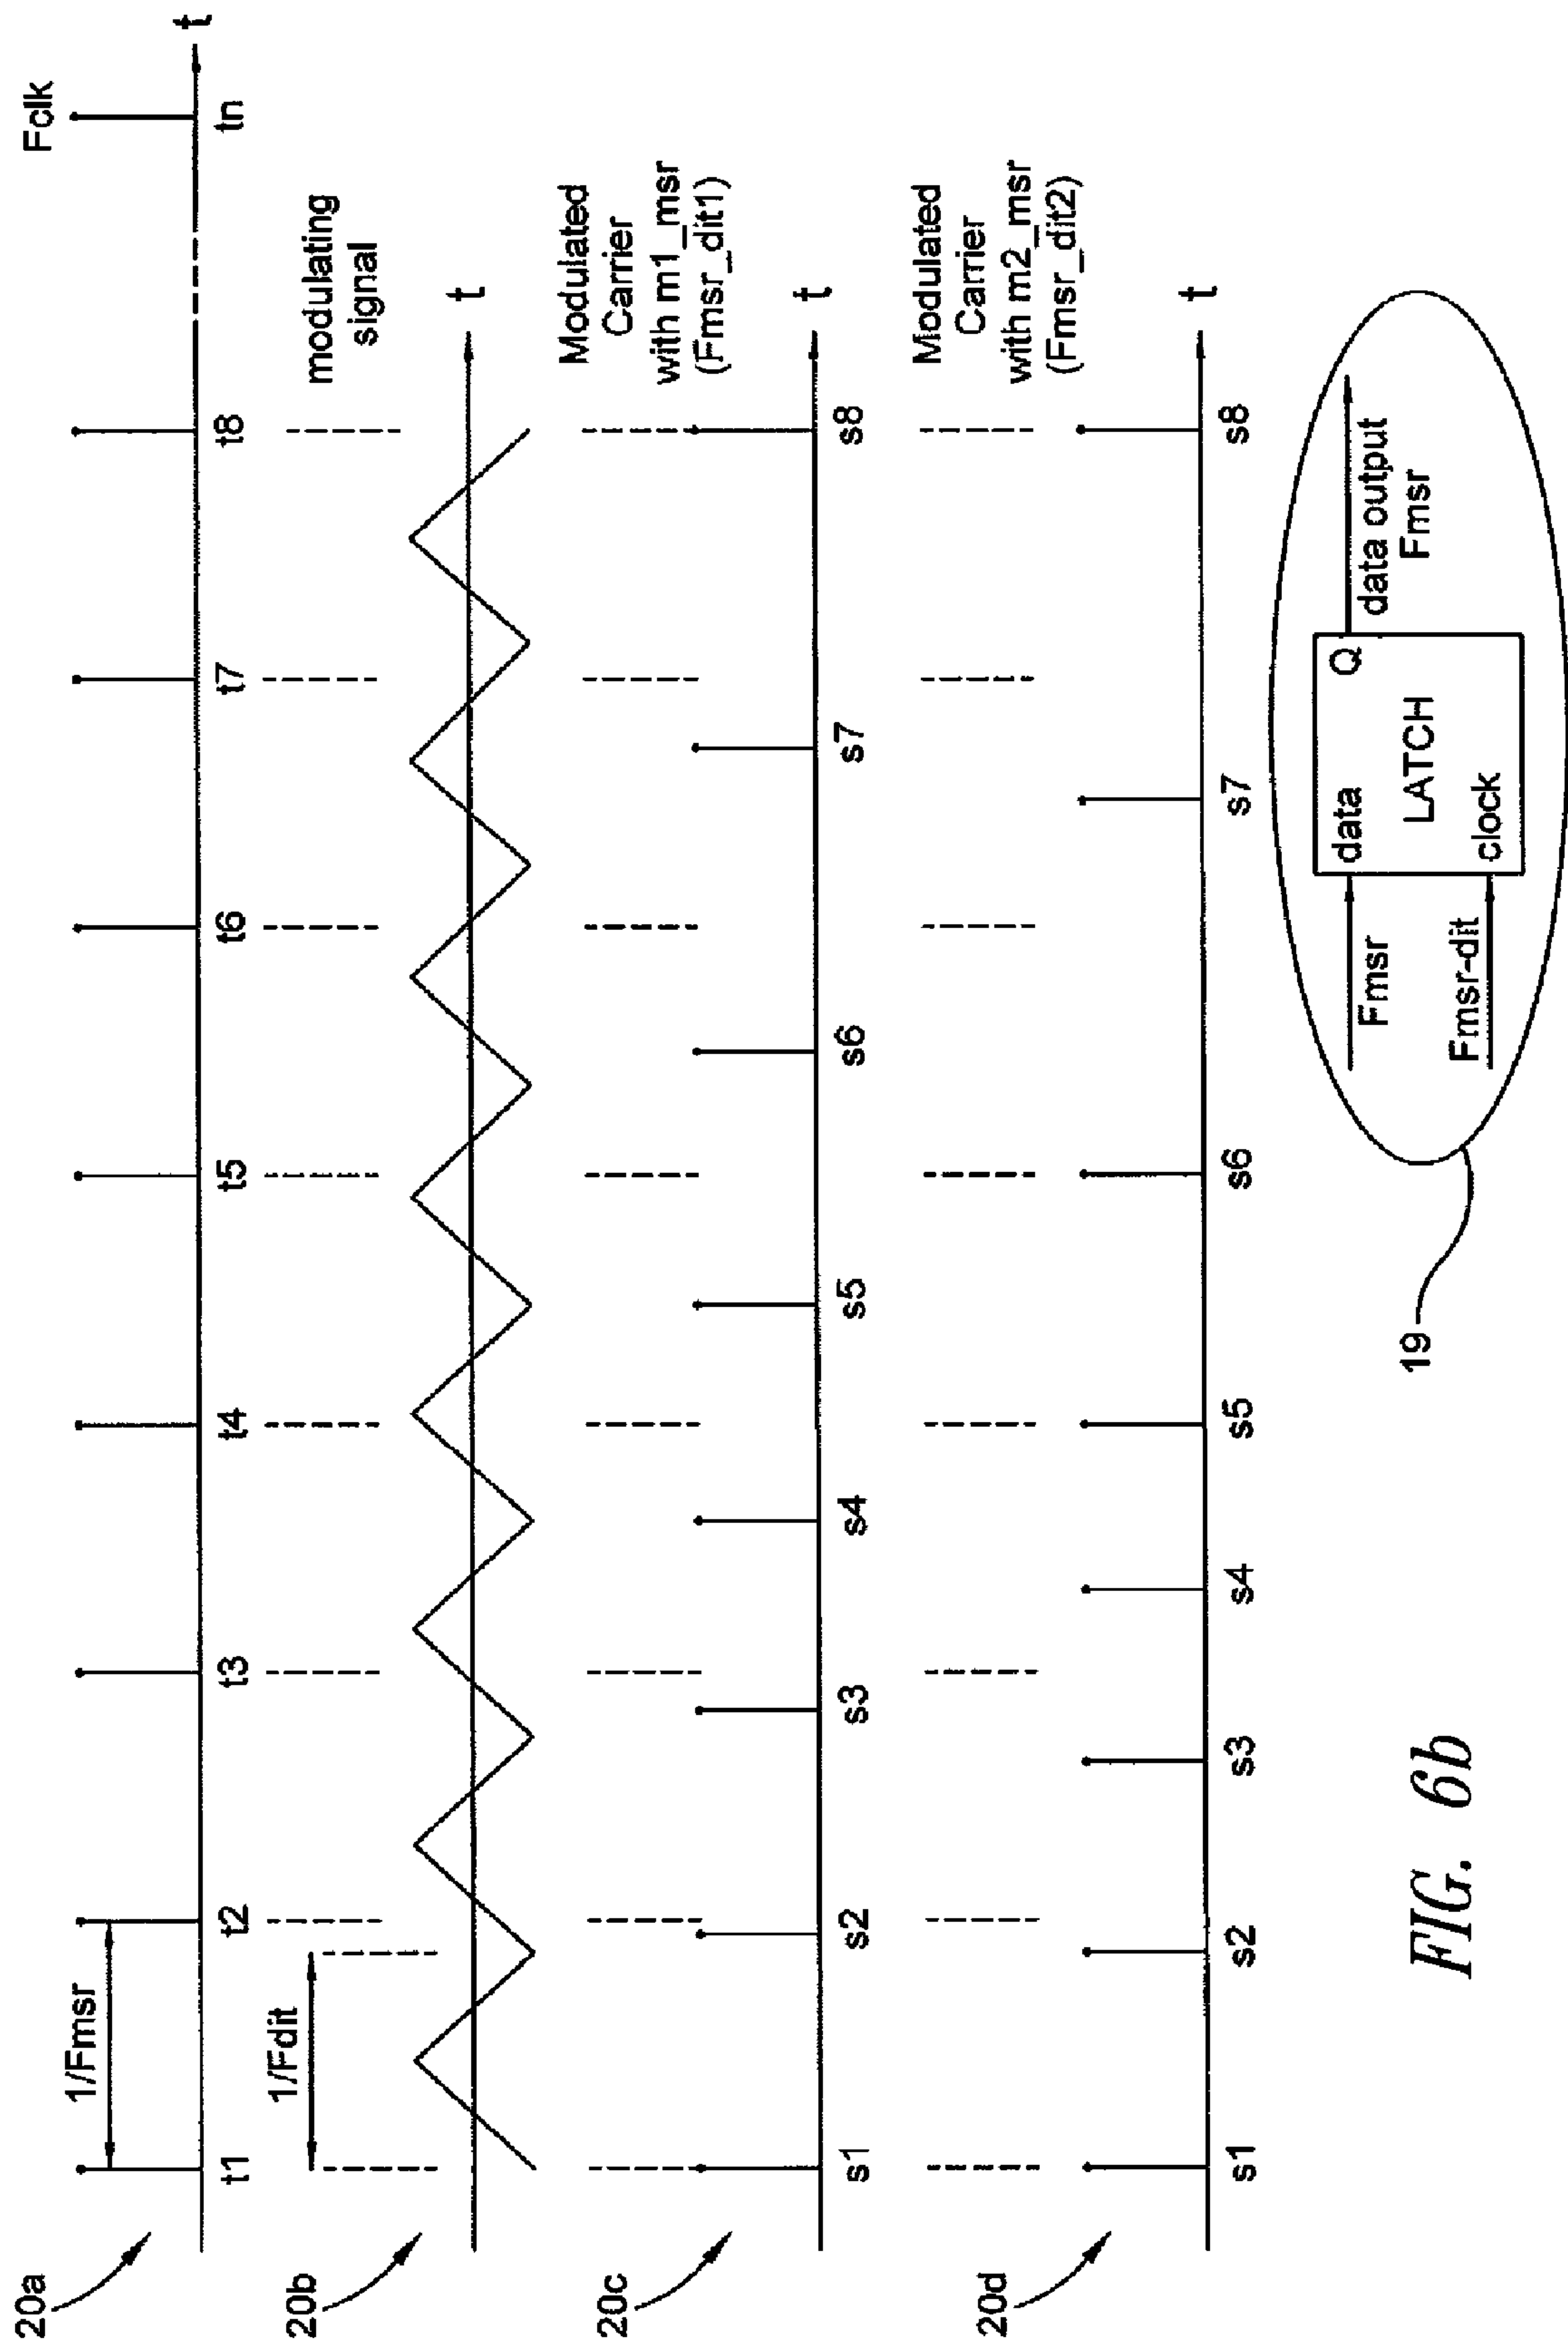 Fclk
20a
1/Fmsr
t
t1
t2
t3
t4
t5
t6
t7
t8
tn
20b
1/Fdit
modulating
signal
t
20c
Modulated
Carrier
with m1_msr
(Fmsr_dit1)
t
s1
s2
s3
s4
s5
s6
s7
s8
20d
Modulated
Carrier
with m2_msr
(Fmsr_dit2)
t
s1
s2
s3
s4
s5
s6
s7
s8
19
Fmsr
Fmsr-dit
data
Q
LATCH
clock
data output
Fmsr
FIG. 6b